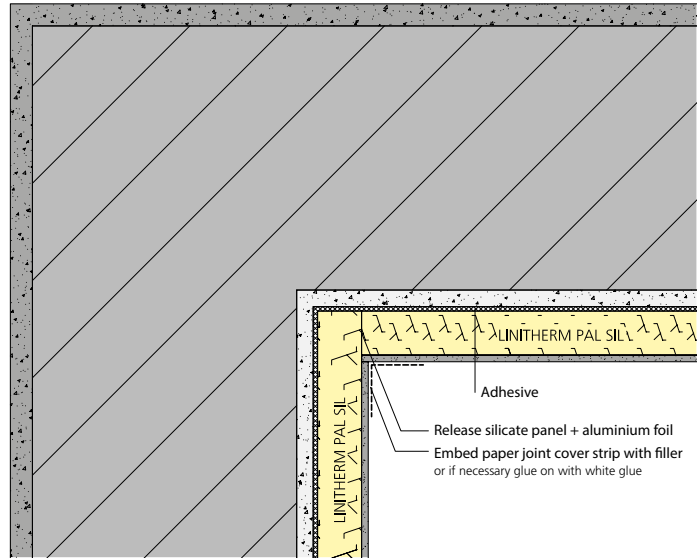 LINITHERM PAL SIL
LINITHERM PAL SIL
Adhesive
Release silicate panel + aluminium foil
Embed paper joint cover strip with filler
or if necessary glue on with white glue